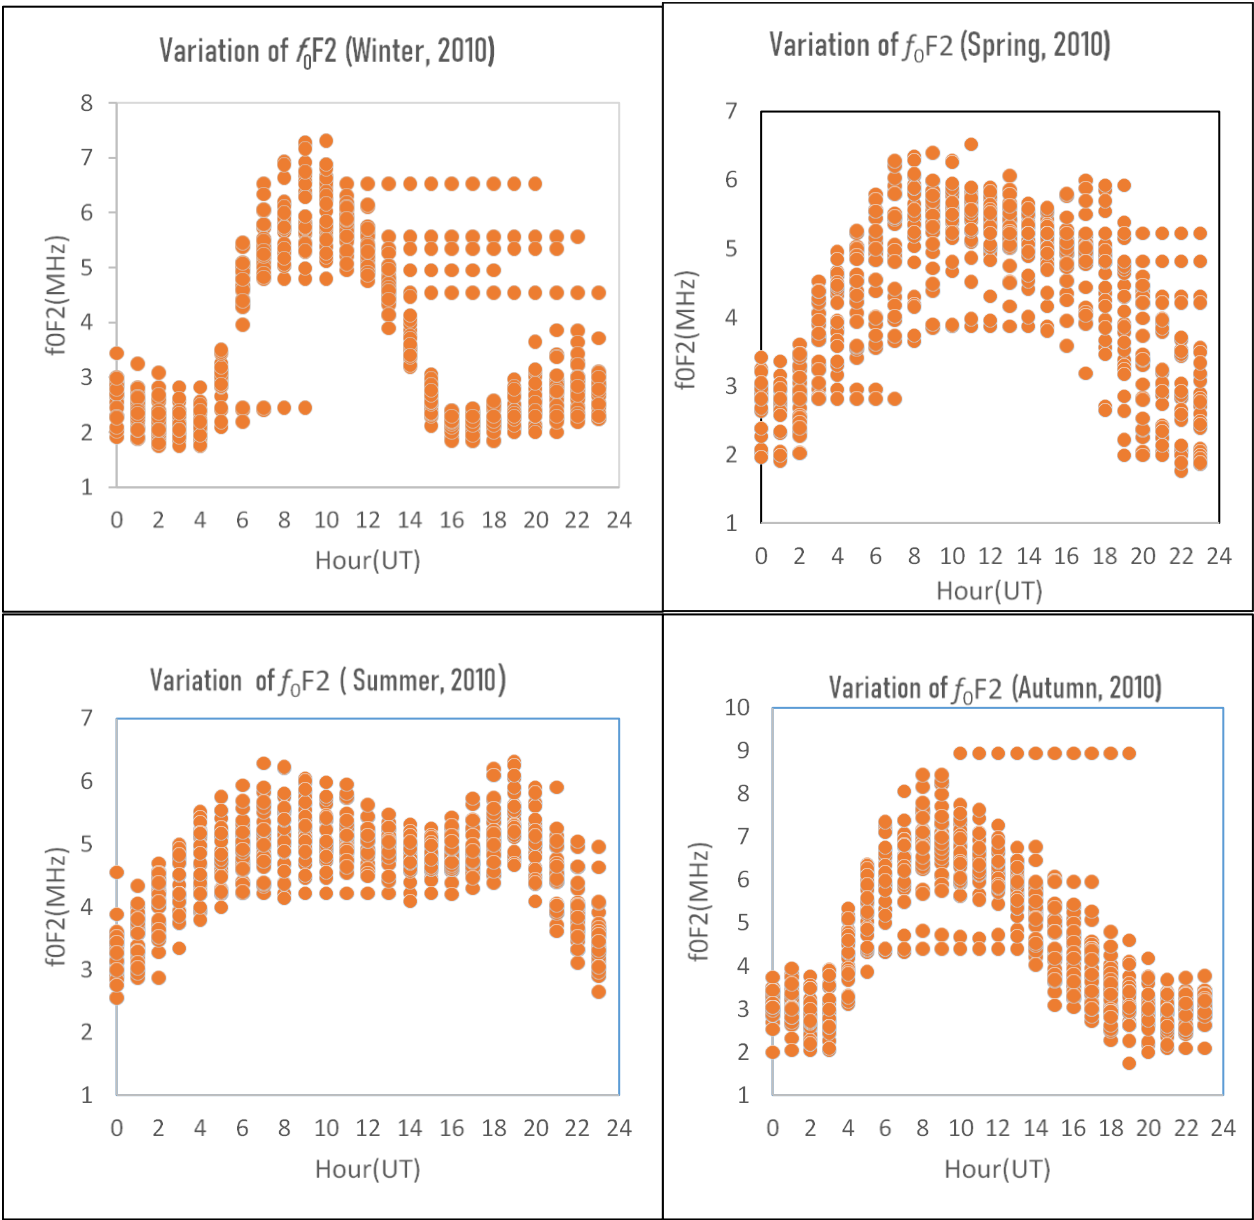 Variation of f0F2 (Winter, 2010)
8
7
6
5
4
3
2
1
f0F2(MHz)
0 2 4 6 8 10 12 14 16 18 20 22 24
Hour(UT)
Variation of f0F2 (Spring, 2010)
7
6
5
4
3
2
1
f0F2(MHz)
0 2 4 6 8 10 12 14 16 18 20 22 24
Hour(UT)
Variation of f0F2 ( Summer, 2010)
7
6
5
4
3
2
1
f0F2(MHz)
0 2 4 6 8 10 12 14 16 18 20 22 24
Hour(UT)
Variation of f0F2 (Autumn, 2010)
10
9
8
7
6
5
4
3
2
1
f0F2(MHz)
0 2 4 6 8 10 12 14 16 18 20 22 24
Hour(UT)